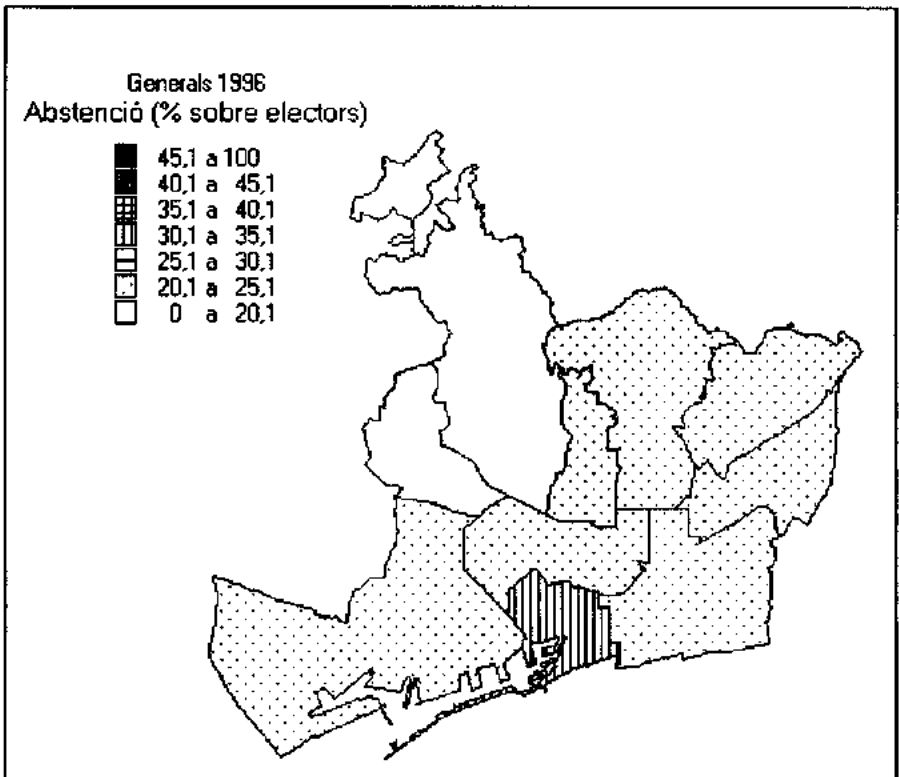 Generals 1996
Abstenció (% sobre electors)
45,1 a 100
40,1 a 45,1
35,1 a 40,1
30,1 a 35,1
25,1 a 30,1
20,1 a 25,1
0 a 20,1